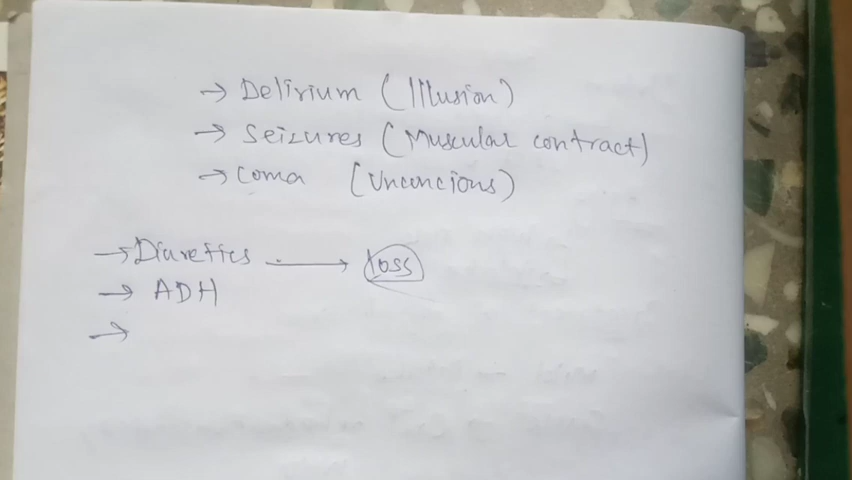 → Delirium (Illusion)
→ Seizures (Muscular contract)
→ Coma (Unconcious)
→ Diuretics → loss
→ ADH
→